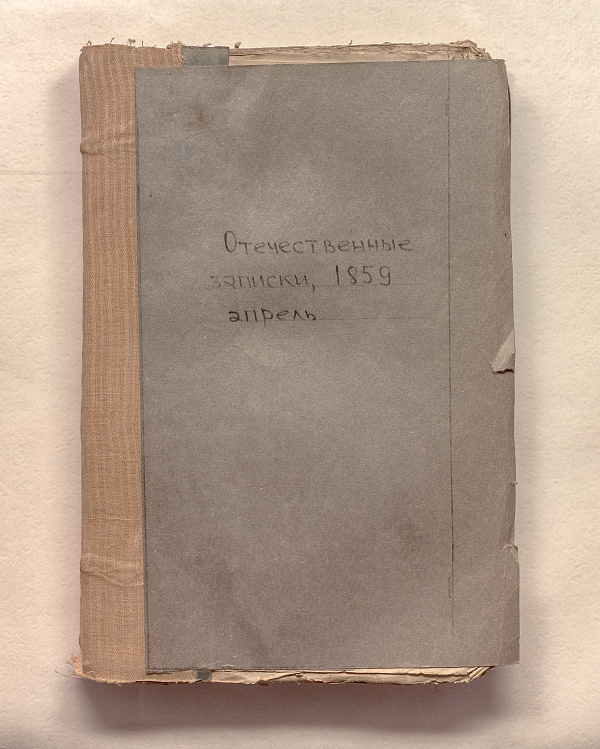 Отечественные
записки, 1859
апрель